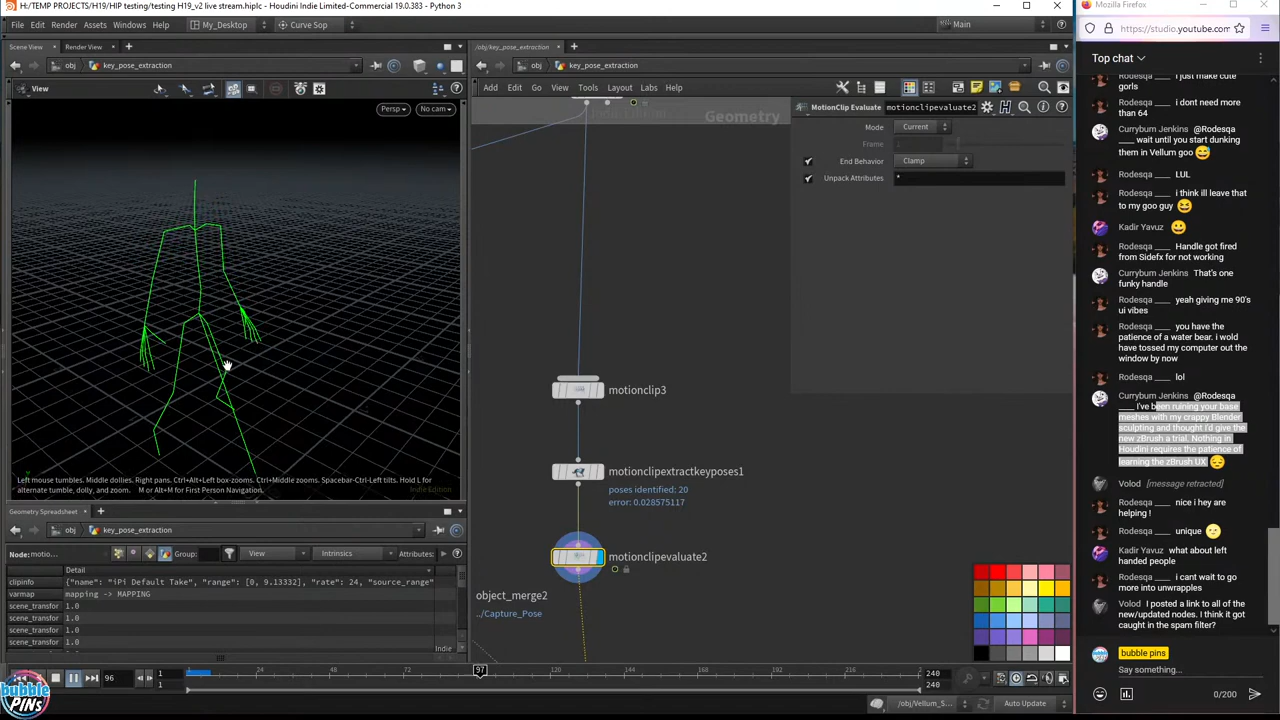 H:/TEMP PROJECTS/H19/HIP testing/testing H19_v2 live stream.hiplc - Houdini Indie Limited-Commercial 19.0.383 - Python 3
File Edit Render Assets Windows Help My_Desktop Curve Sop Main
Scene View Render View
obj key_pose_extraction
View
Persp No cam
Left mouse tumbles. Middle dollies. Right pans. Ctrl+Alt+Left box-zooms. Ctrl+Middle zooms. Spacebar-Ctrl-Left tilts. Hold L for
alternate tumble, dolly, and zoom. M or Alt+M for First Person Navigation.
Indie Edition
Geometry Spreadsheet
obj key_pose_extraction
Node: motio... Group: View Intrinsics Attributes:
Detail
clipinfo {"name": "iPi Default Take", "range": [0, 9.13332], "rate": 24, "source_range"
varmap mapping -> MAPPING
scene_transfor 1.0
scene_transfor 1.0
scene_transfor 1.0
scene_transfor 1.0
Indie
/obj/key_pose_extraction
obj key_pose_extraction
Add Edit Go View Tools Layout Labs Help
Geometry
MotionClip Evaluate motionclipevaluate2
Mode Current
Frame 1
End Behavior Clamp
Unpack Attributes *
motionclip3
motionclipextractkeyposes1
poses identified: 20
error: 0.028575117
motionclipevaluate2
object_merge2
../Capture_Pose
96 1 24 48 72 97 120 144 168 192 216 240
1 240
/obj/Vellum_S... Auto Update
bubble
PINS
Mozilla Firefox
https://studio.youtube.com
Top chat
Rodesqa ____ I just make cute
gorls
Rodesqa ____ i dont need more
than 64
Currybum Jenkins @Rodesqa
____ wait until you start dunking
them in Vellum goo 😅
Rodesqa ____ LUL
Rodesqa ____ i think ill leave that
to my goo guy 😆
Kadir Yavuz 😀
Rodesqa ____ Handle got fired
from Sidefx for not working
Currybum Jenkins That's one
funky handle
Rodesqa ____ yeah giving me 90's
ui vibes
Rodesqa ____ you have the
patience of a water bear. i wold
have tossed my computer out the
window by now
Rodesqa ____ lol
Currybum Jenkins @Rodesqa
____ I've been ruining your base
meshes with my crappy Blender
sculpting and thought I'd give the
new zBrush a trial. Nothing in
Houdini requires the patience of
learning the zBrush UX 😔
Volod [message retracted]
Rodesqa ____ nice i hey are
helping !
Rodesqa ____ unique 🌝
Kadir Yavuz what about left
handed people
Rodesqa ____ i cant wait to go
more into unwrapples
Volod I posted a link to all of the
new/updated nodes. I think it got
caught in the spam filter?
bubble pins
Say something...
0/200